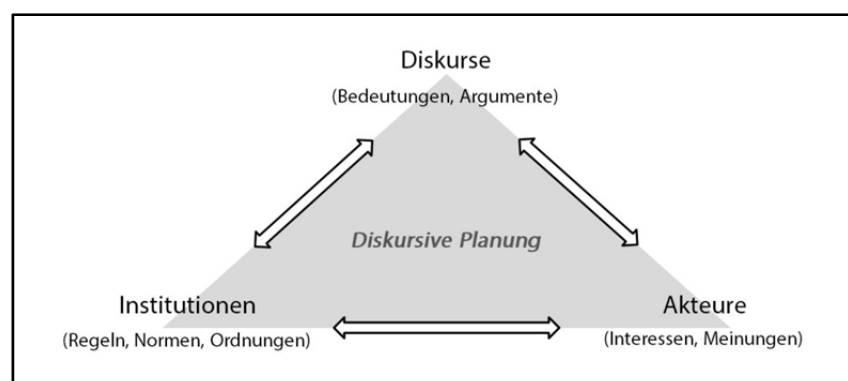 Diskurse
(Bedeutungen, Argumente)
Diskursive Planung
Institutionen
(Regeln, Normen, Ordnungen)
Akteure
(Interessen, Meinungen)